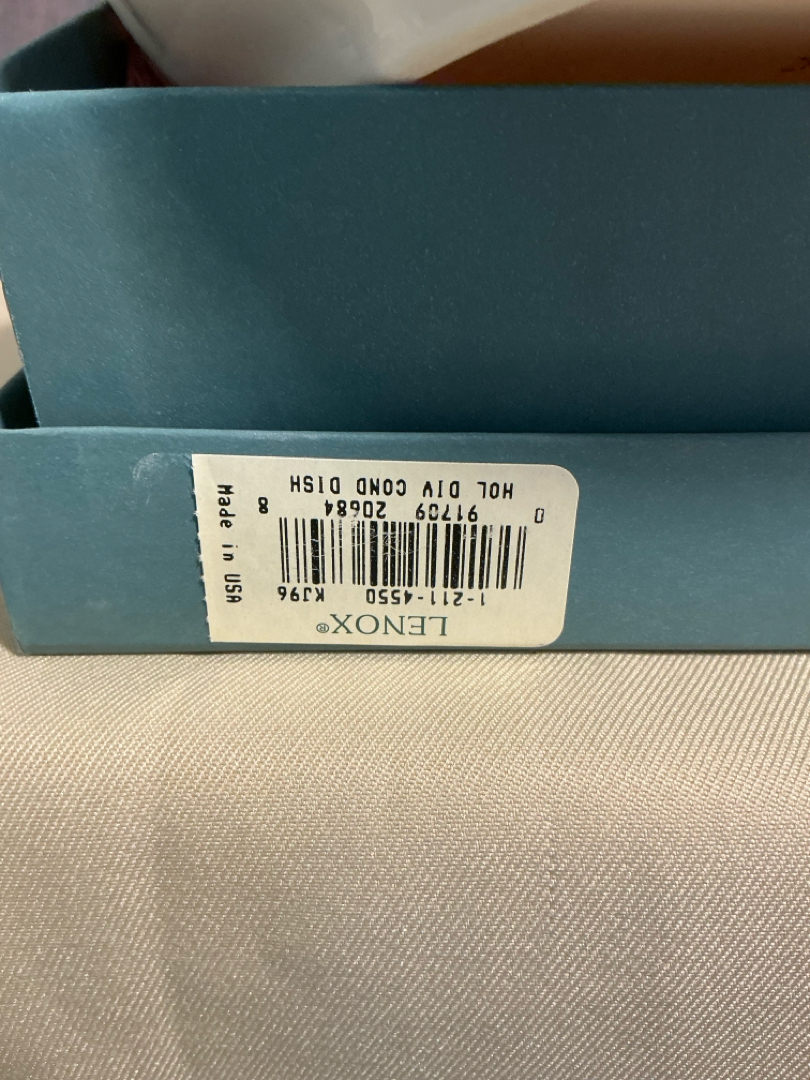 LENOX®
1-211-4550 KJ96
0 91709 20684 8
HOL DIV COND DISH
Made in USA